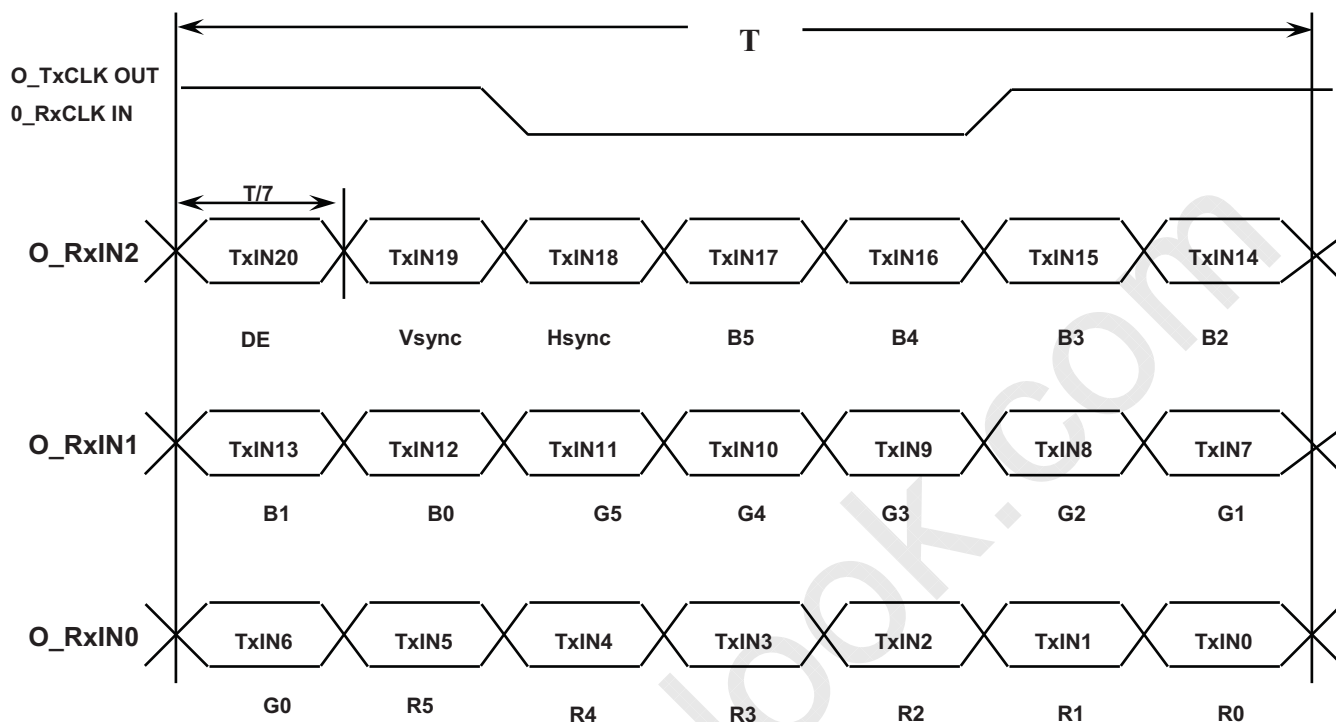 T
O_TxCLK OUT
0_RxCLK IN
T/7
O_RxIN2 TxIN20 TxIN19 TxIN18 TxIN17 TxIN16 TxIN15 TxIN14
DE Vsync Hsync B5 B4 B3 B2
O_RxIN1 TxIN13 TxIN12 TxIN11 TxIN10 TxIN9 TxIN8 TxIN7
B1 B0 G5 G4 G3 G2 G1
O_RxIN0 TxIN6 TxIN5 TxIN4 TxIN3 TxIN2 TxIN1 TxIN0
G0 R5 R4 R3 R2 R1 R0
look.com